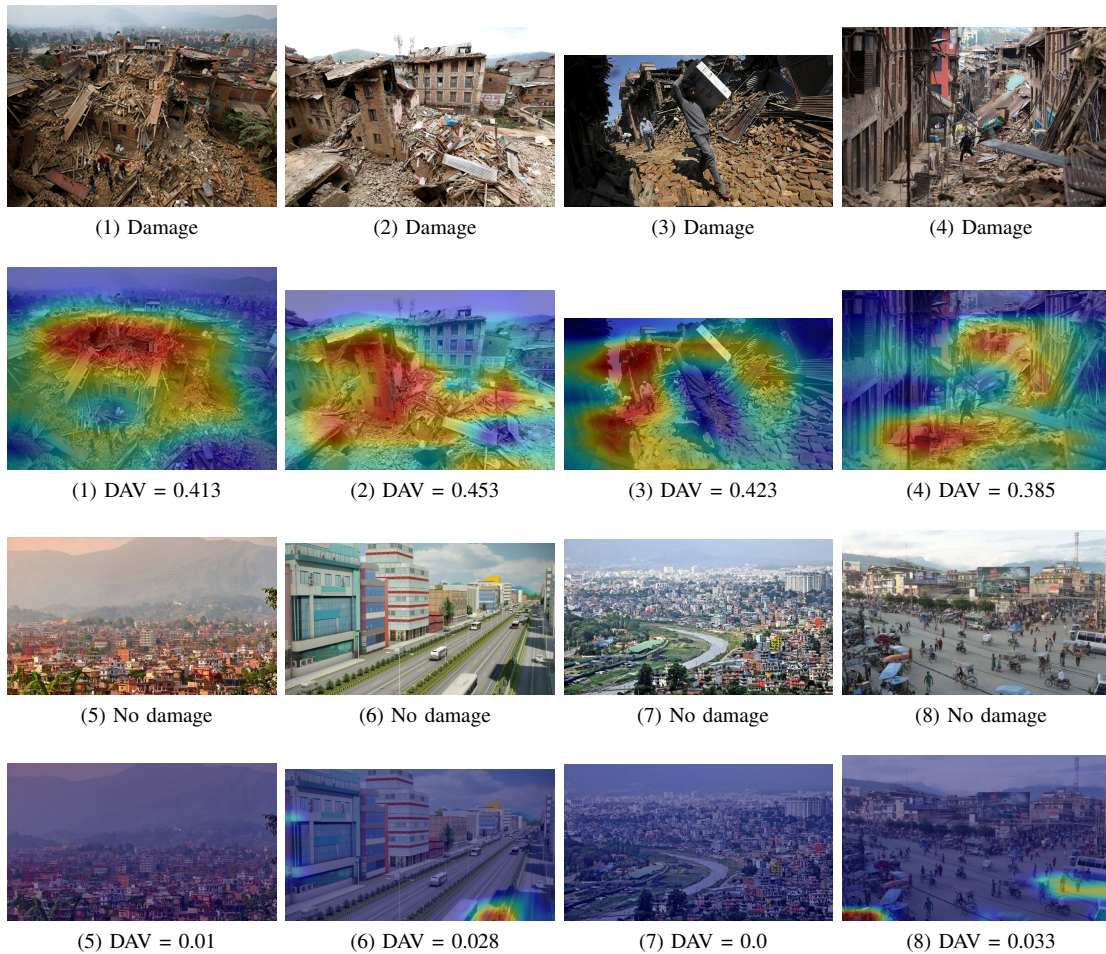 (1) Damage
(2) Damage
(3) Damage
(4) Damage
(1) DAV = 0.413
(2) DAV = 0.453
(3) DAV = 0.423
(4) DAV = 0.385
(5) No damage
(6) No damage
(7) No damage
(8) No damage
(5) DAV = 0.01
(6) DAV = 0.028
(7) DAV = 0.0
(8) DAV = 0.033